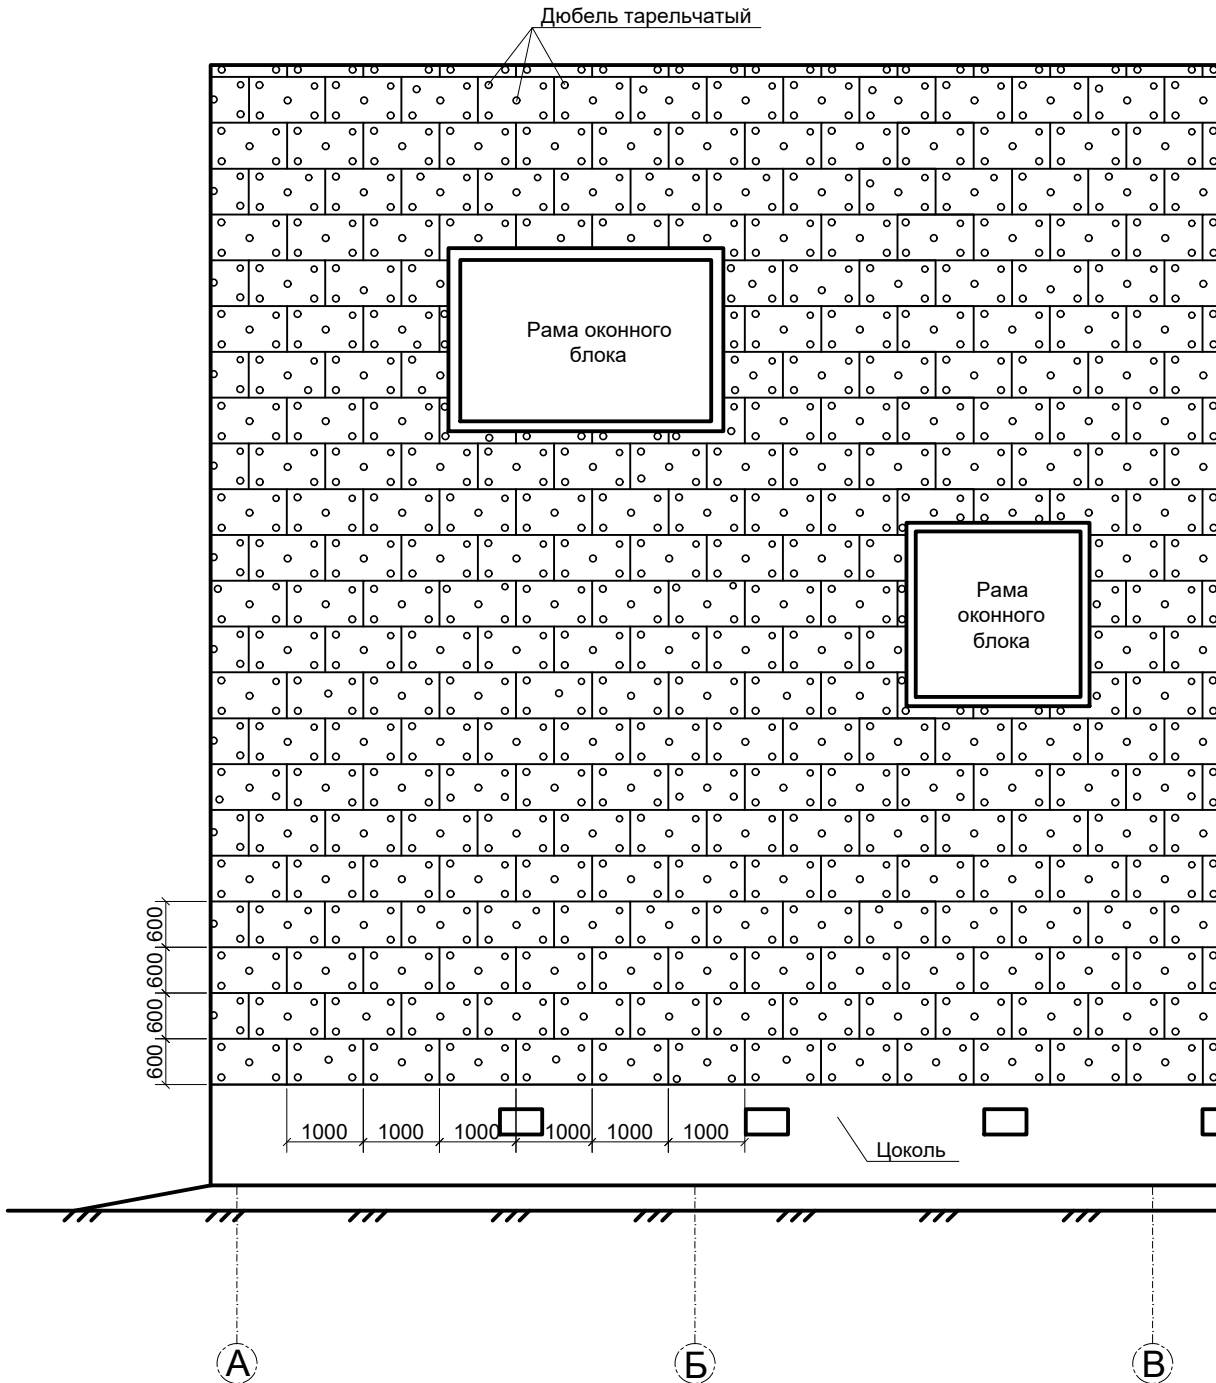 Дюбель тарельчатый
Рама оконного
блока
Рама
оконного
блока
600
600
600
600
1000 1000 1000 1000 1000 1000
Цоколь
А Б В